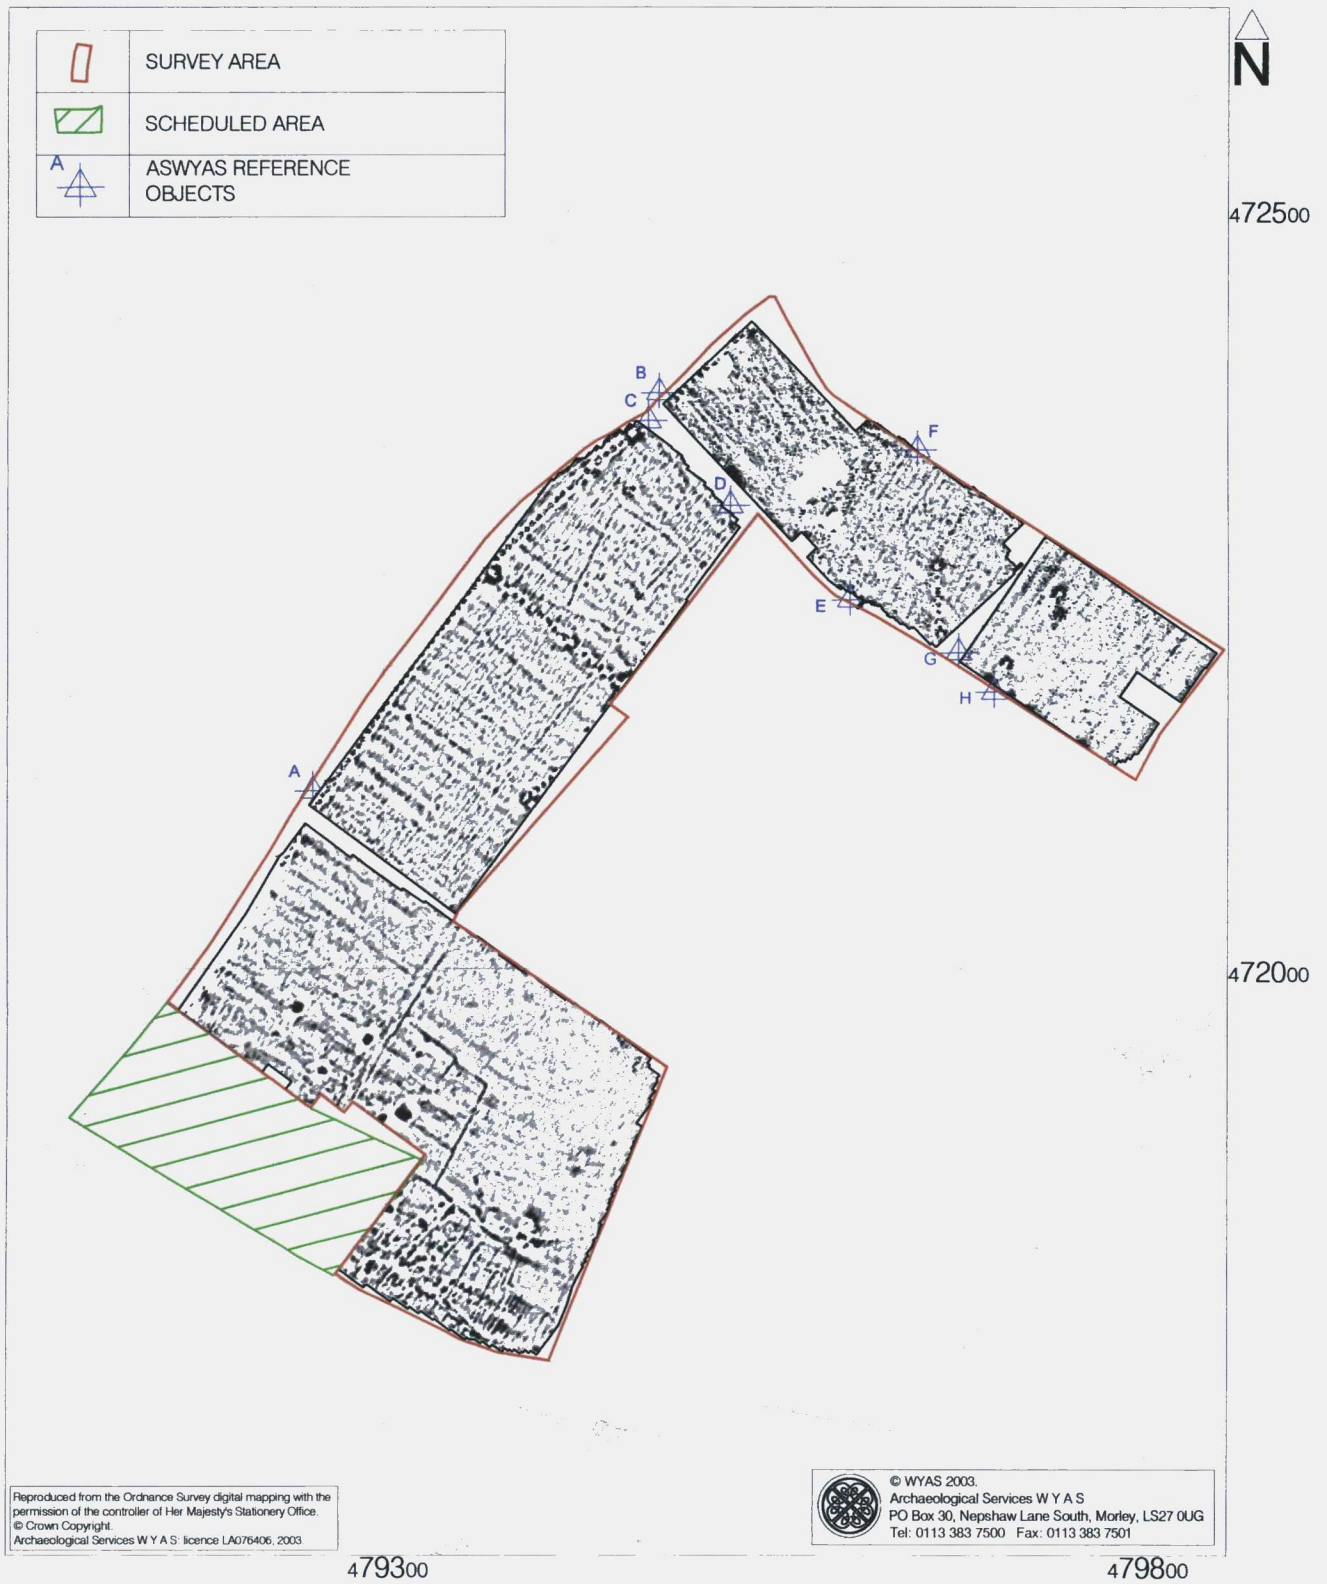 SURVEY AREA
SCHEDULED AREA
A
ASWYAS REFERENCE
OBJECTS
N
472500
B
C
F
D
E
G
H
A
472000
Reproduced from the Ordnance Survey digital mapping with the
permission of the controller of Her Majesty's Stationery Office.
© Crown Copyright.
Archaeological Services W Y A S: licence LA076406, 2003
© WYAS 2003.
Archaeological Services W Y A S
PO Box 30, Nepshaw Lane South, Morley, LS27 0UG
Tel: 0113 383 7500 Fax: 0113 383 7501
479300
479800